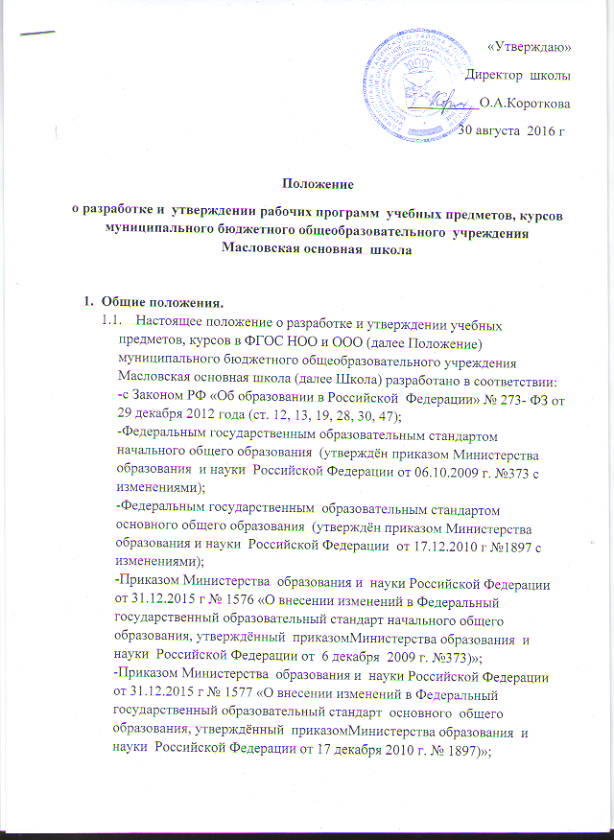 «Утверждаю»
Директор школы
О.А.Короткова
30 августа 2016 г
Положение
о разработке и утверждении рабочих программ учебных предметов, курсов
муниципального бюджетного общеобразовательного учреждения
Масловская основная школа
1. Общие положения.
1.1. Настоящее положение о разработке и утверждении учебных
предметов, курсов в ФГОС НОО и ООО (далее Положение)
муниципального бюджетного общеобразовательного учреждения
Масловская основная школа (далее Школа) разработано в соответствии:
-с Законом РФ «Об образовании в Российской Федерации» № 273- ФЗ от
29 декабря 2012 года (ст. 12, 13, 19, 28, 30, 47);
-Федеральным государственным образовательным стандартом
начального общего образования (утверждён приказом Министерства
образования и науки Российской Федерации от 06.10.2009 г. №373 с
изменениями);
-Федеральным государственным образовательным стандартом
основного общего образования (утверждён приказом Министерства
образования и науки Российской Федерации от 17.12.2010 г №1897 с
изменениями);
-Приказом Министерства образования и науки Российской Федерации
от 31.12.2015 г № 1576 «О внесении изменений в Федеральный
государственный образовательный стандарт начального общего
образования, утверждённый приказомМинистерства образования и
науки Российской Федерации от 6 декабря 2009 г. №373)»;
-Приказом Министерства образования и науки Российской Федерации
от 31.12.2015 г № 1577 «О внесении изменений в Федеральный
государственный образовательный стандарт основного общего
образования, утверждённый приказомМинистерства образования и
науки Российской Федерации от 17 декабря 2010 г. № 1897)»;